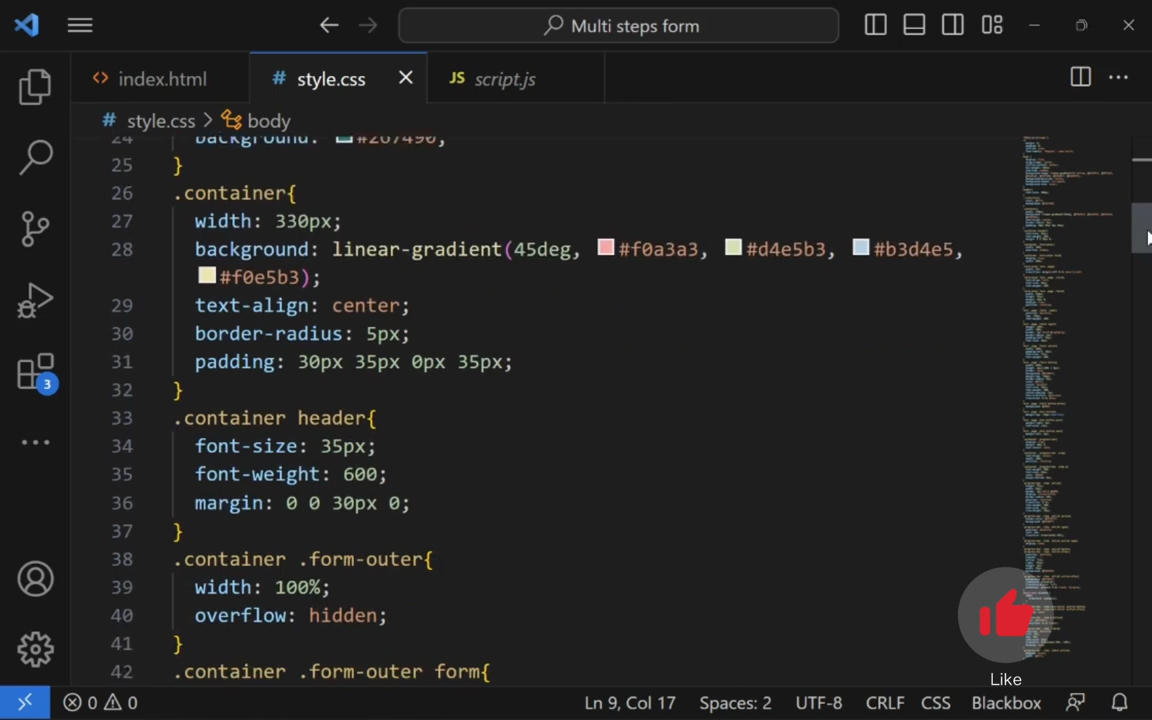 Multi steps form
index.html
# style.css
JS script.js
# style.css > body
24 background: #267490;
25 }
26 .container{
27 width: 330px;
28 background: linear-gradient(45deg, #f0a3a3, #d4e5b3, #b3d4e5,
#f0e5b3);
29 text-align: center;
30 border-radius: 5px;
31 padding: 30px 35px 0px 35px;
32 }
33 .container header{
34 font-size: 35px;
35 font-weight: 600;
36 margin: 0 0 30px 0;
37 }
38 .container .form-outer{
39 width: 100%;
40 overflow: hidden;
41 }
42 .container .form-outer form{
3
Like
0 0
Ln 9, Col 17
Spaces: 2
UTF-8
CRLF
CSS
Blackbox